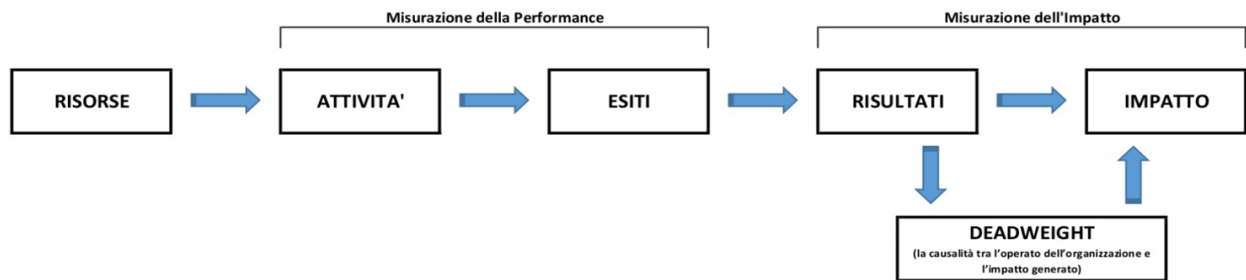 Misurazione della Performance
Misurazione dell'Impatto
RISORSE
ATTIVITA'
ESITI
RISULTATI
IMPATTO
DEADWEIGHT
(la causalità tra l'operato dell'organizzazione e
l'impatto generato)